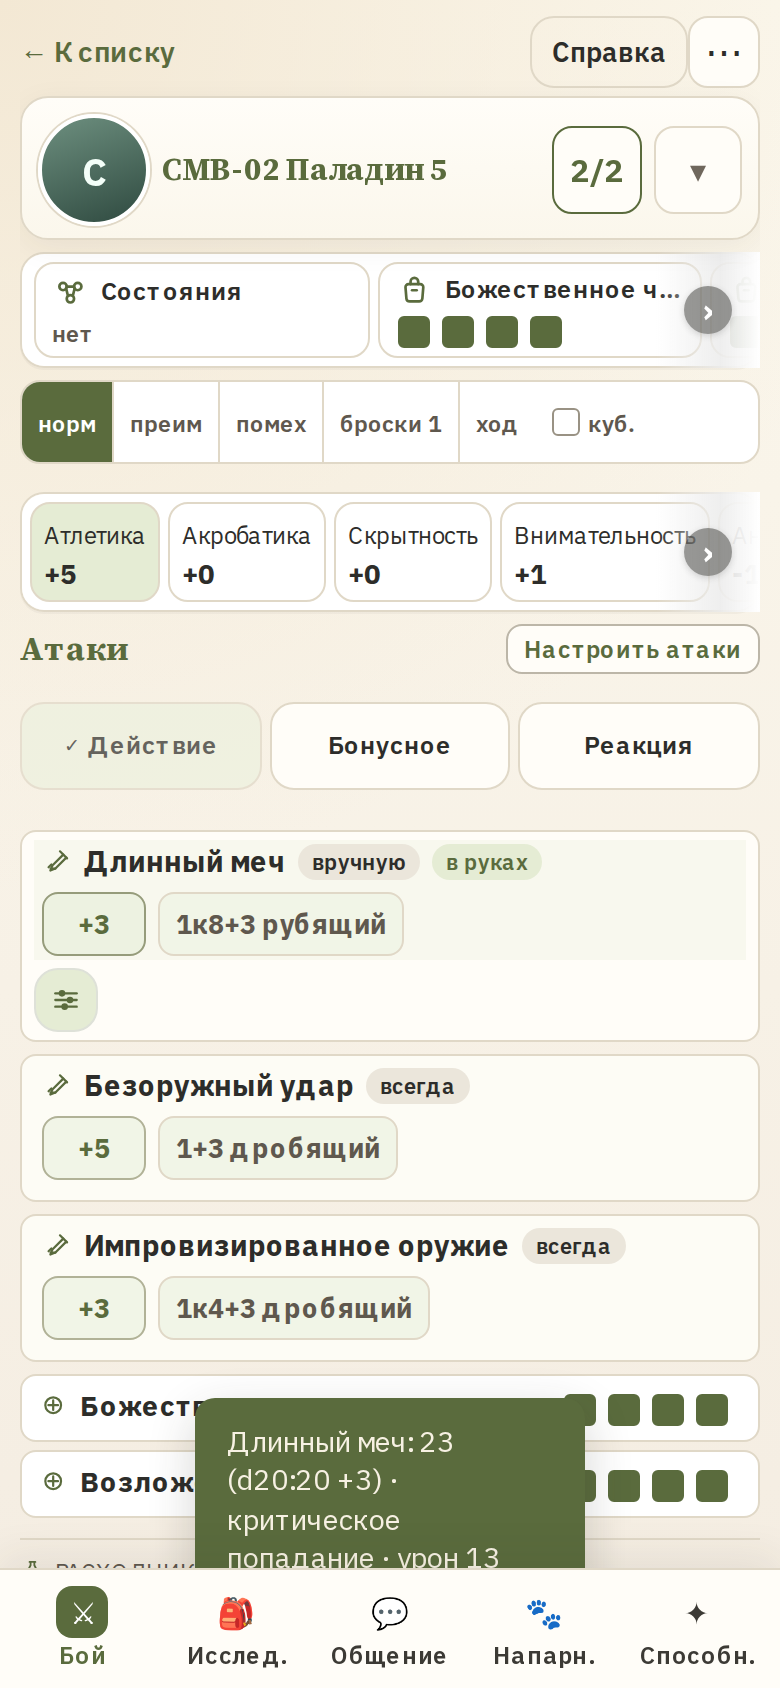 ← К списку
Справка ⋯
С СМВ-02 Паладин 5 2/2 ▼
Состояния
нет
Божественное ч...
›
норм преим помех броски 1 ход куб.
Атлетика +5
Акробатика +0
Скрытность +0
Внимательность +1
›
Атаки
Настроить атаки
✓ Действие Бонусное Реакция
Длинный меч вручную в руках
+3 1к8+3 рубящий
Безоружный удар всегда
+5 1+3 дробящий
Импровизированное оружие всегда
+3 1к4+3 дробящий
Длинный меч: 23
(d20:20 +3) ·
критическое
попадание · урон 13
Бой Исслед. Общение Напарн. Способн.